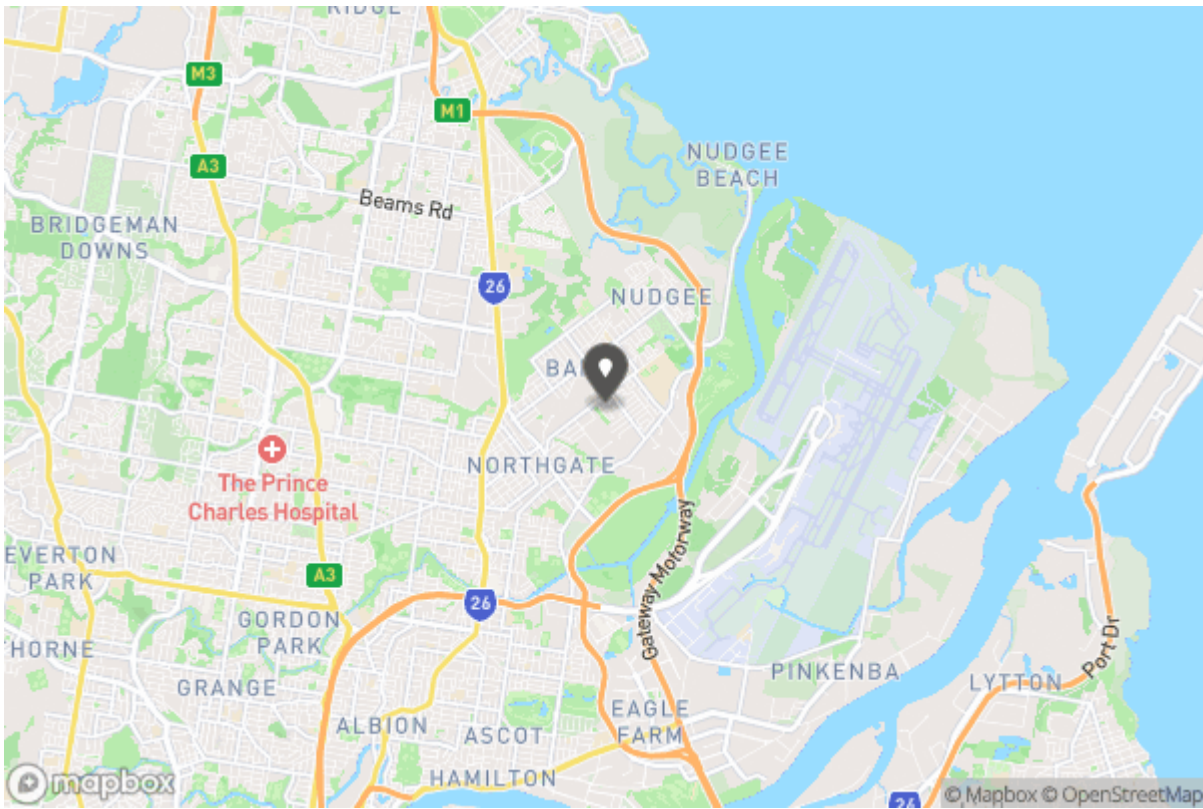 RIDGE
M3
M1
A3
NUDGEE
BEACH
Beams Rd
BRIDGEMAN
DOWNS
26
NUDGEE
NORTHGATE
The Prince
Charles Hospital
Gateway Motorway
EVERTON
PARK
A3
26
GORDON
PARK
THORNE
GRANGE
PINKENBA
LYTTON
Port Dr
ALBION
ASCOT
EAGLE
FARM
HAMILTON
26
mapbox
© Mapbox © OpenStreetMap